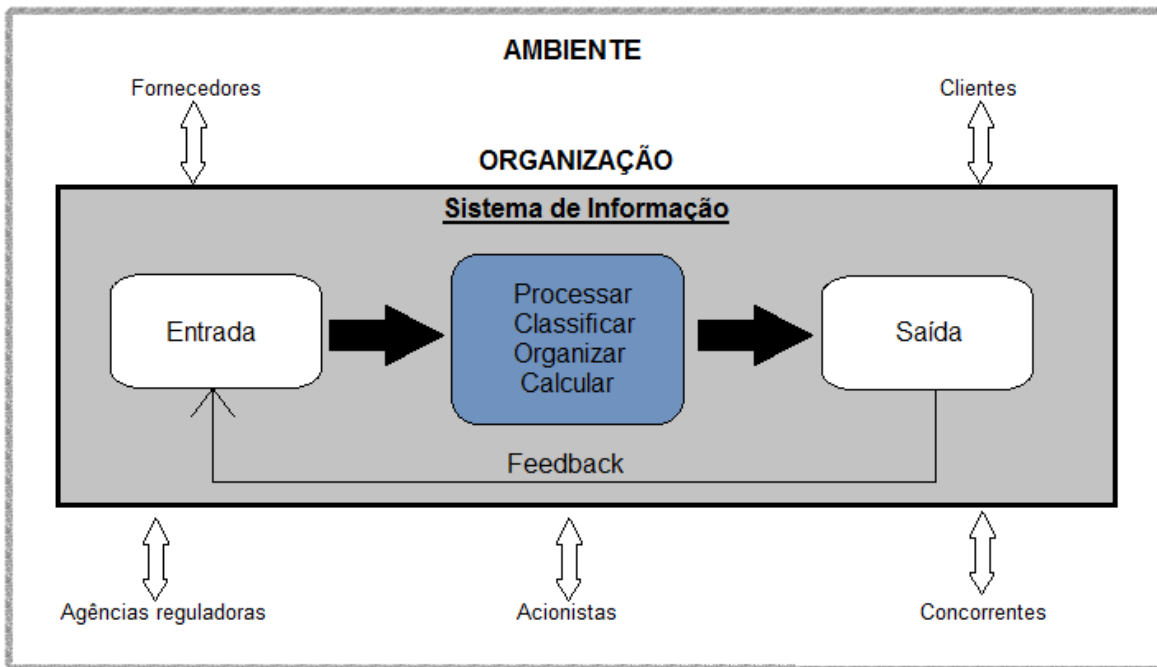 AMBIENTE
Fornecedores
Clientes
ORGANIZAÇÃO
Sistema de Informação
Entrada
Processar
Classificar
Organizar
Calcular
Saída
Feedback
Agências reguladoras
Acionistas
Concorrentes